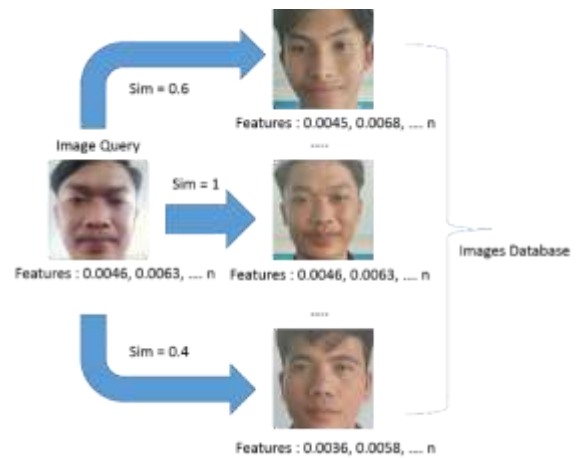 Sim = 0.6
Features : 0.0045, 0.0068, .... n
....
Image Query
Sim = 1
Features : 0.0046, 0.0063, .... n
Features : 0.0046, 0.0063, .... n
Images Database
....
Sim = 0.4
Features : 0.0036, 0.0058, .... n